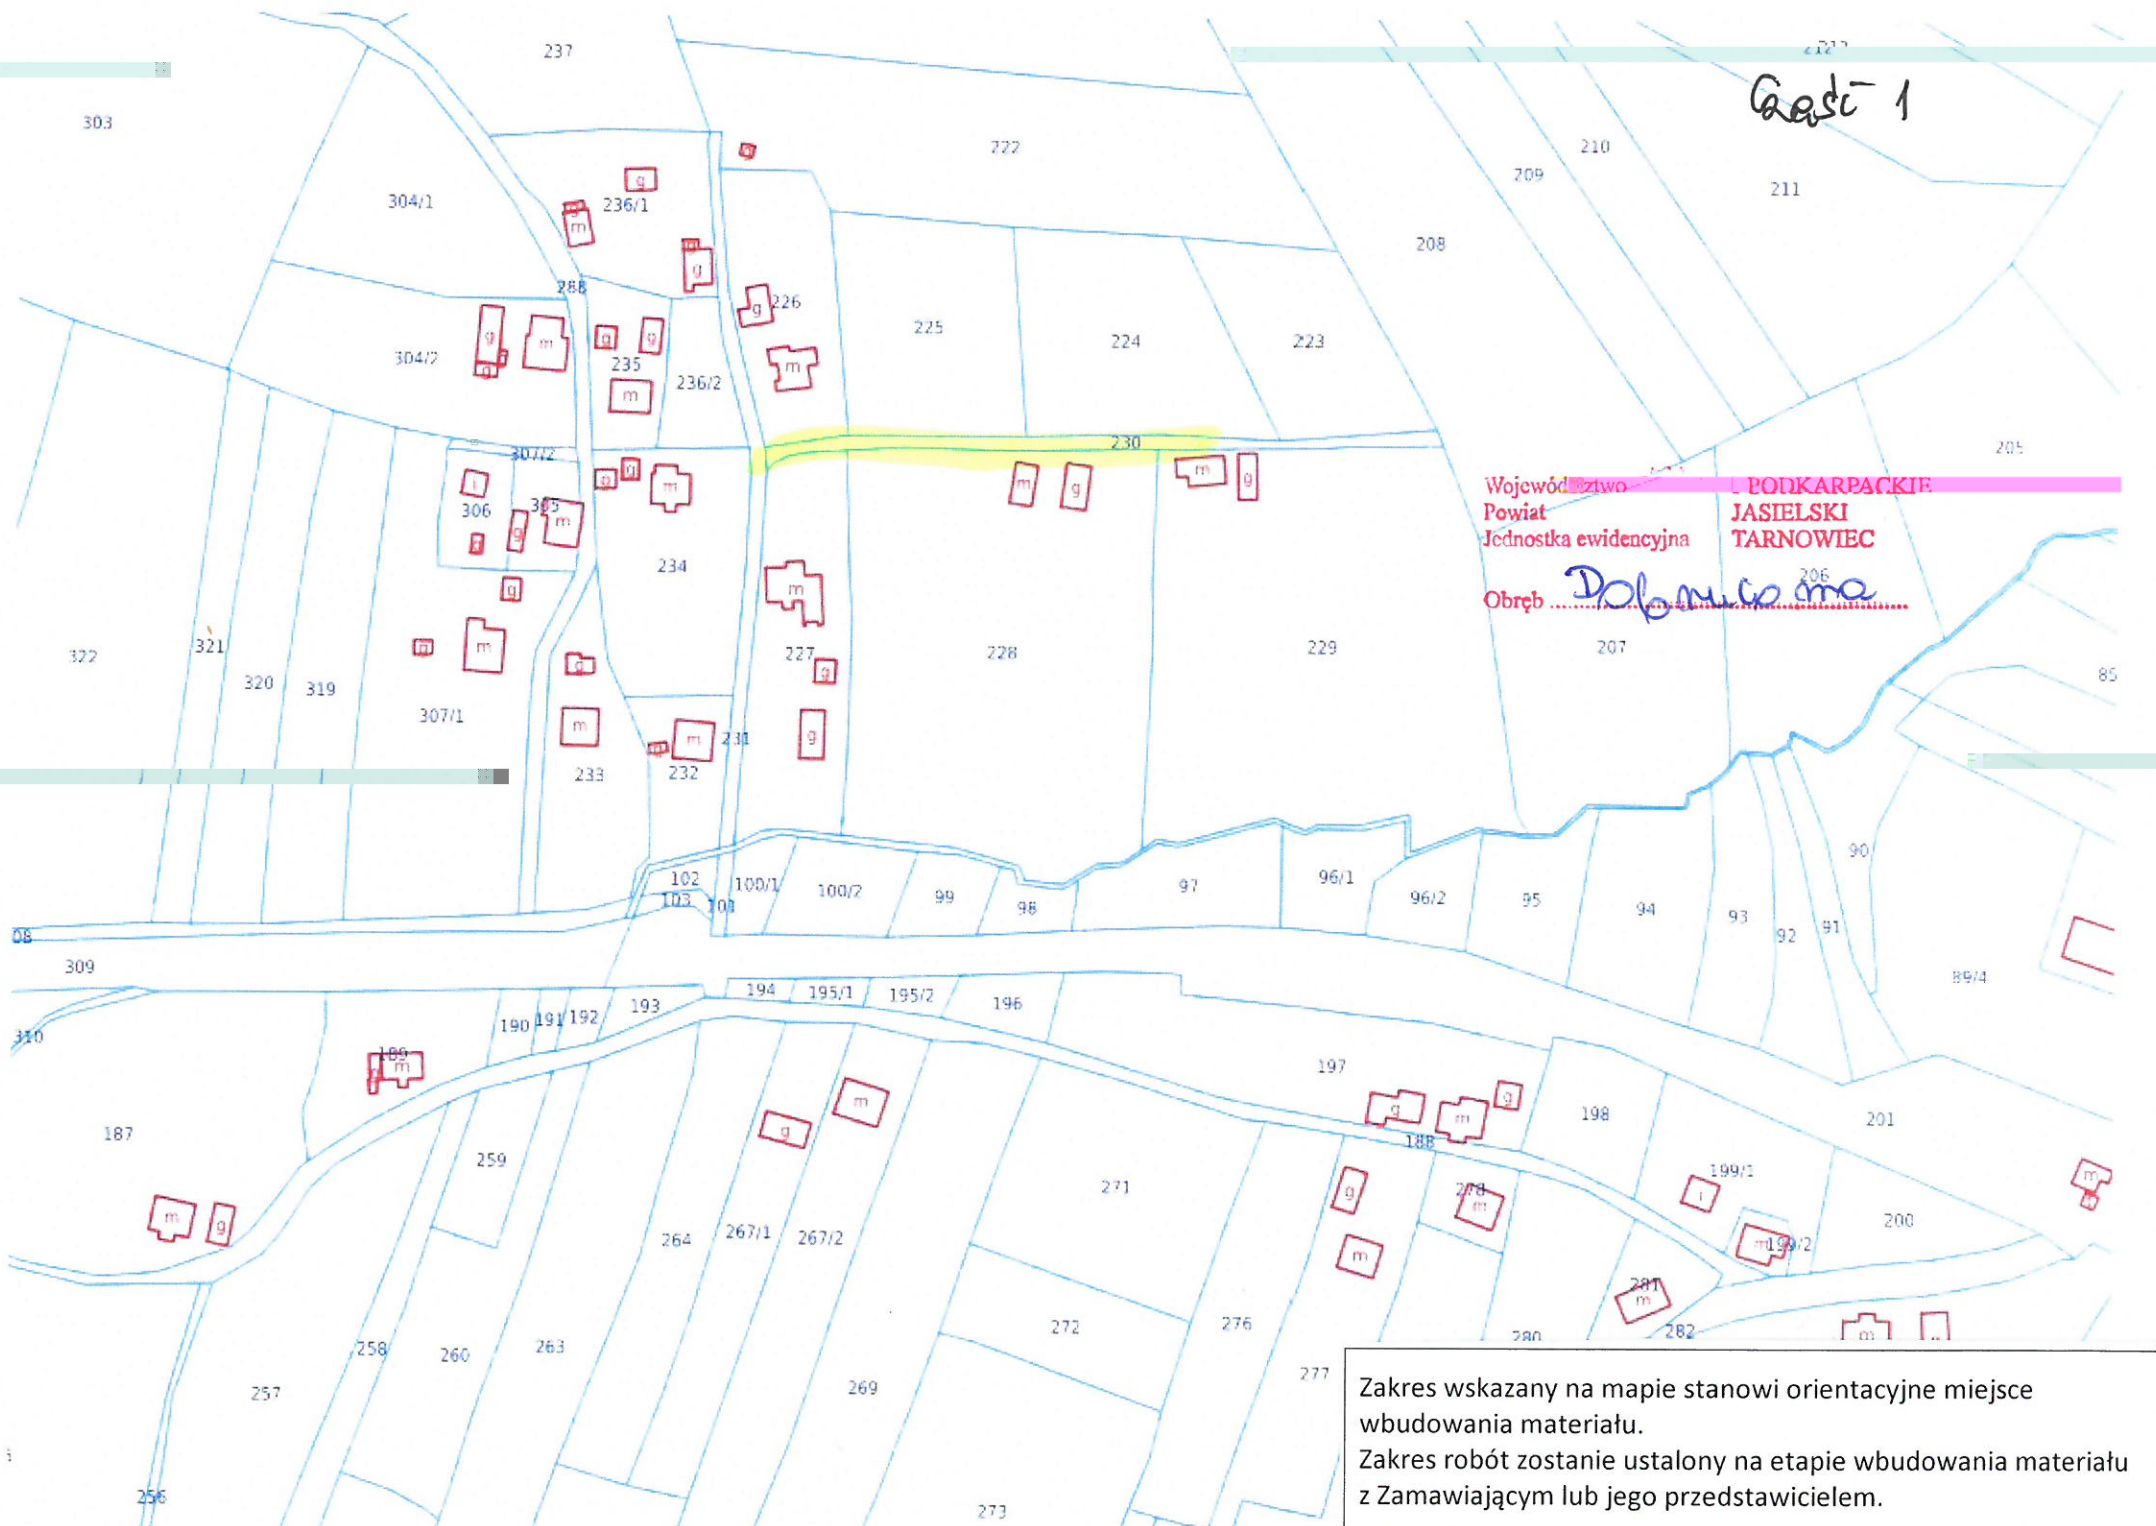 237
Część 1
303
722
210
209
211
304/1
236/1
g
g
m
208
m
g
288
g
226
225
224
223
g
m
g
g
304/2
235
236/2
m
g
m
230
205
307/2
g
g
m
m
g
m
g
i
306
305
m
g
g
Województwo PODKARPACKIE
Powiat JASIELSKI
Jednostka ewidencyjna TARNOWIEC
206
Obręb
234
m
g
322
321
320
319
g
m
307/1
g
227
g
228
229
207
85
m
233
m
232
231
g
102
103
101
100/1
100/2
99
98
97
96/1
96/2
95
94
93
92
91
90
89/4
08
309
310
190
191
192
193
194
195/1
195/2
196
189
m
197
g
m
g
188
198
201
187
259
g
m
271
199/1
i
m
m
g
264
267/1
267/2
g
278
m
m
199/2
200
m
281
m
282
280
272
276
277
258
260
263
257
269
256
273
Zakres wskazany na mapie stanowi orientacyjne miejsce
wbudowania materiału.
Zakres robót zostanie ustalony na etapie wbudowania materiału
z Zamawiającym lub jego przedstawicielem.